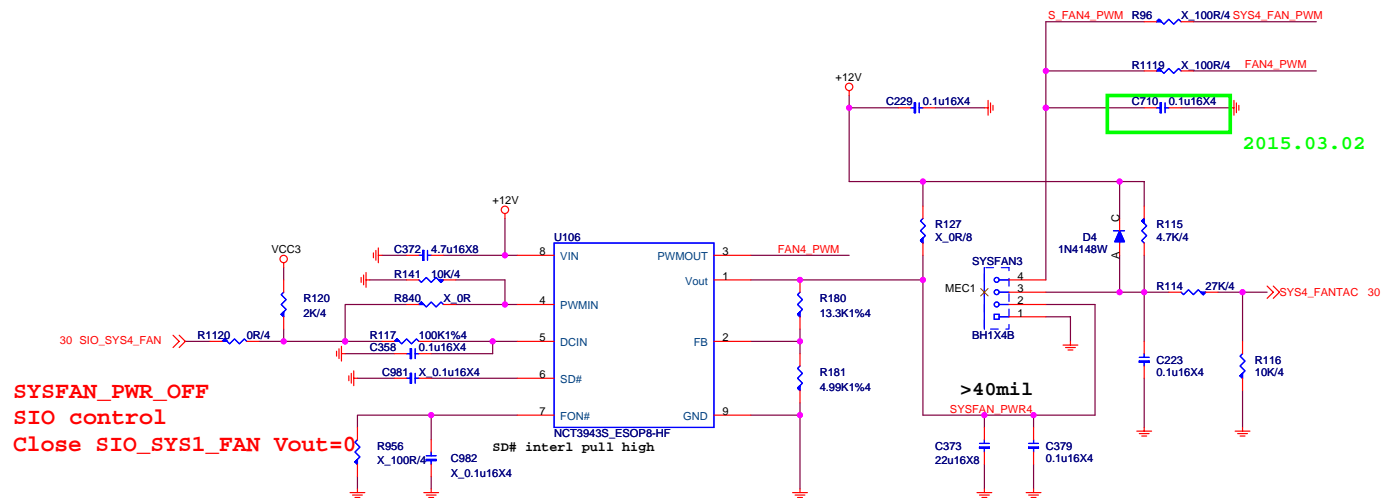 S_FAN4_PWM R96 X_100R/4 SYS4_FAN_PWM
R1119 X_100R/4 FAN4_PWM
+12V
C229 0.1u16X4
C710 0.1u16X4
2015.03.02
+12V
VCC3
C372 4.7u16X8
R141 10K/4
R840 X_0R
R120
2K/4
30 SIO_SYS4_FAN R1120 0R/4
R117 100K1%4
C358 0.1u16X4
C981 X_0.1u16X4
R956
X_100R/4
C982
X_0.1u16X4
U106
8 VIN PWMOUT 3 FAN4_PWM
Vout 1
4 PWMIN
5 DCIN FB 2
6 SD#
7 FON# GND 9
NCT3943S_ESOP8-HF
SD# interl pull high
R180
13.3K1%4
R181
4.99K1%4
R127
X_0R/8
SYSFAN3
MEC1
4
3
2
1
BH1X4B
D4
1N4148W
C
A
R115
4.7K/4
R114 27K/4 SYS4_FANTAC 30
C223
0.1u16X4
R116
10K/4
>40mil
SYSFAN_PWR4
C373
22u16X8
C379
0.1u16X4
SYSFAN_PWR_OFF
SIO control
Close SIO_SYS1_FAN Vout=0